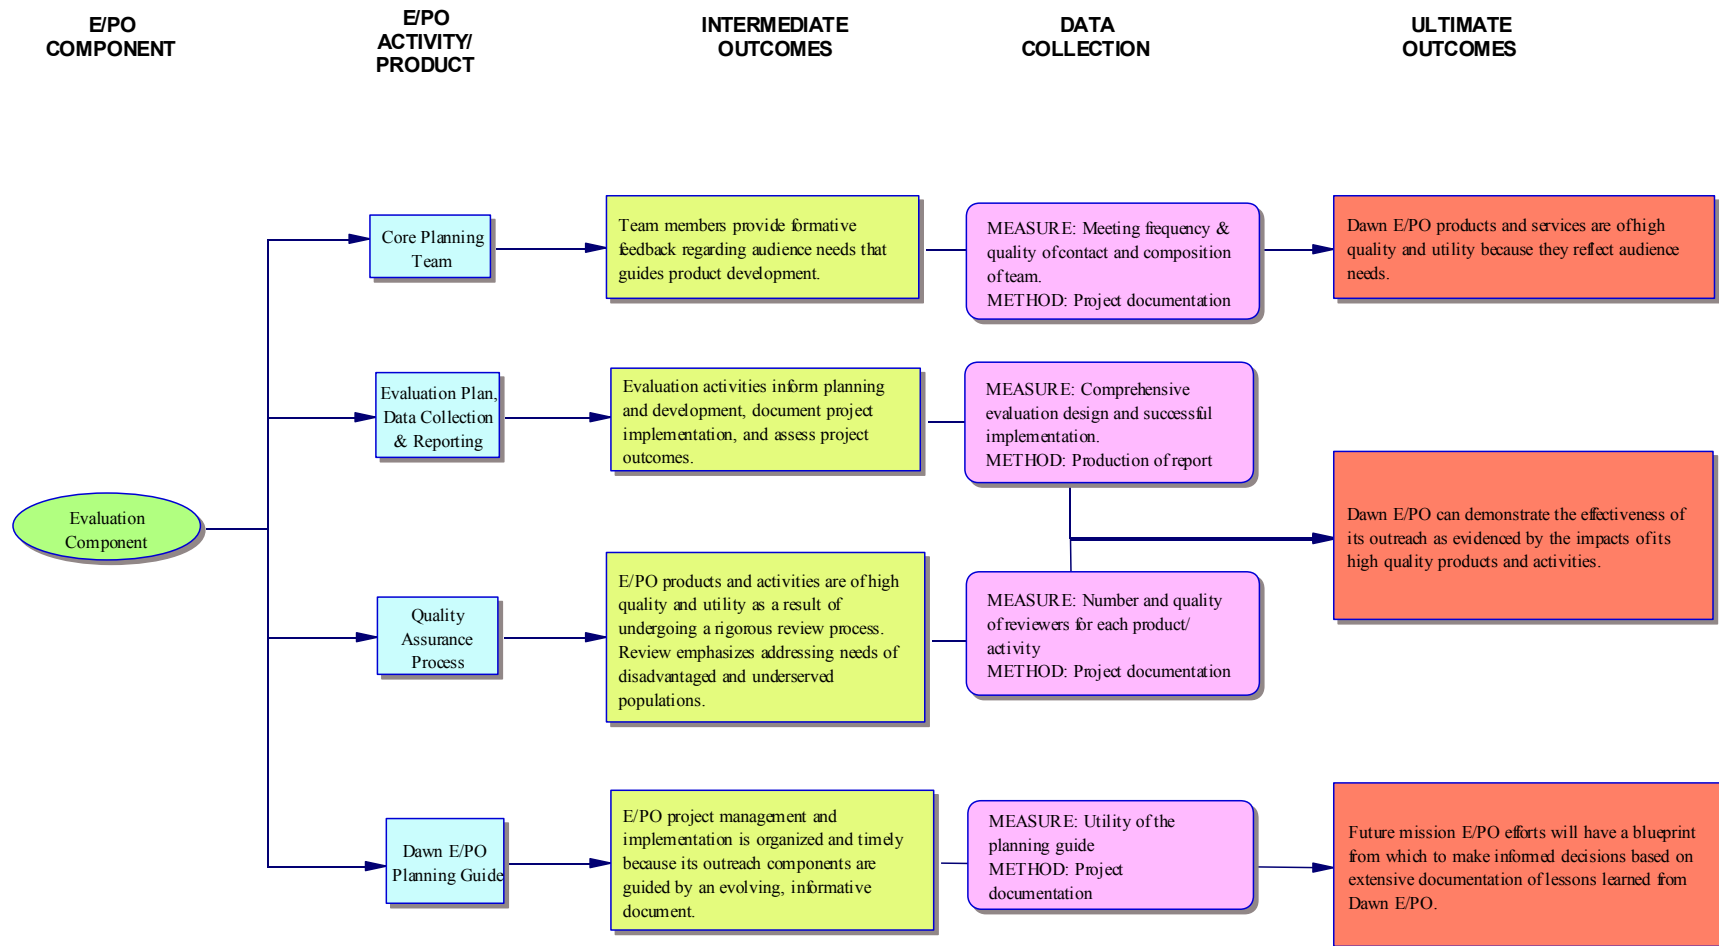 E/PO
COMPONENT
E/PO
ACTIVITY/
PRODUCT
INTERMEDIATE
OUTCOMES
DATA
COLLECTION
ULTIMATE
OUTCOMES
Evaluation
Component
Core Planning
Team
Team members provide formative
feedback regarding audience needs that
guides product development.
MEASURE: Meeting frequency &
quality of contact and composition
of team.
METHOD: Project documentation
Dawn E/PO products and services are of high
quality and utility because they reflect audience
needs.
Evaluation Plan,
Data Collection
& Reporting
Evaluation activities inform planning
and development, document project
implementation, and assess project
outcomes.
MEASURE: Comprehensive
evaluation design and successful
implementation.
METHOD: Production of report
Dawn E/PO can demonstrate the effectiveness of
its outreach as evidenced by the impacts of its
high quality products and activities.
Quality
Assurance
Process
E/PO products and activities are of high
quality and utility as a result of
undergoing a rigorous review process.
Review emphasizes addressing needs of
disadvantaged and underserved
populations.
MEASURE: Number and quality
of reviewers for each product/
activity
METHOD: Project documentation
Dawn E/PO
Planning Guide
E/PO project management and
implementation is organized and timely
because its outreach components are
guided by an evolving, informative
document.
MEASURE: Utility of the
planning guide
METHOD: Project
documentation
Future mission E/PO efforts will have a blueprint
from which to make informed decisions based on
extensive documentation of lessons learned from
Dawn E/PO.